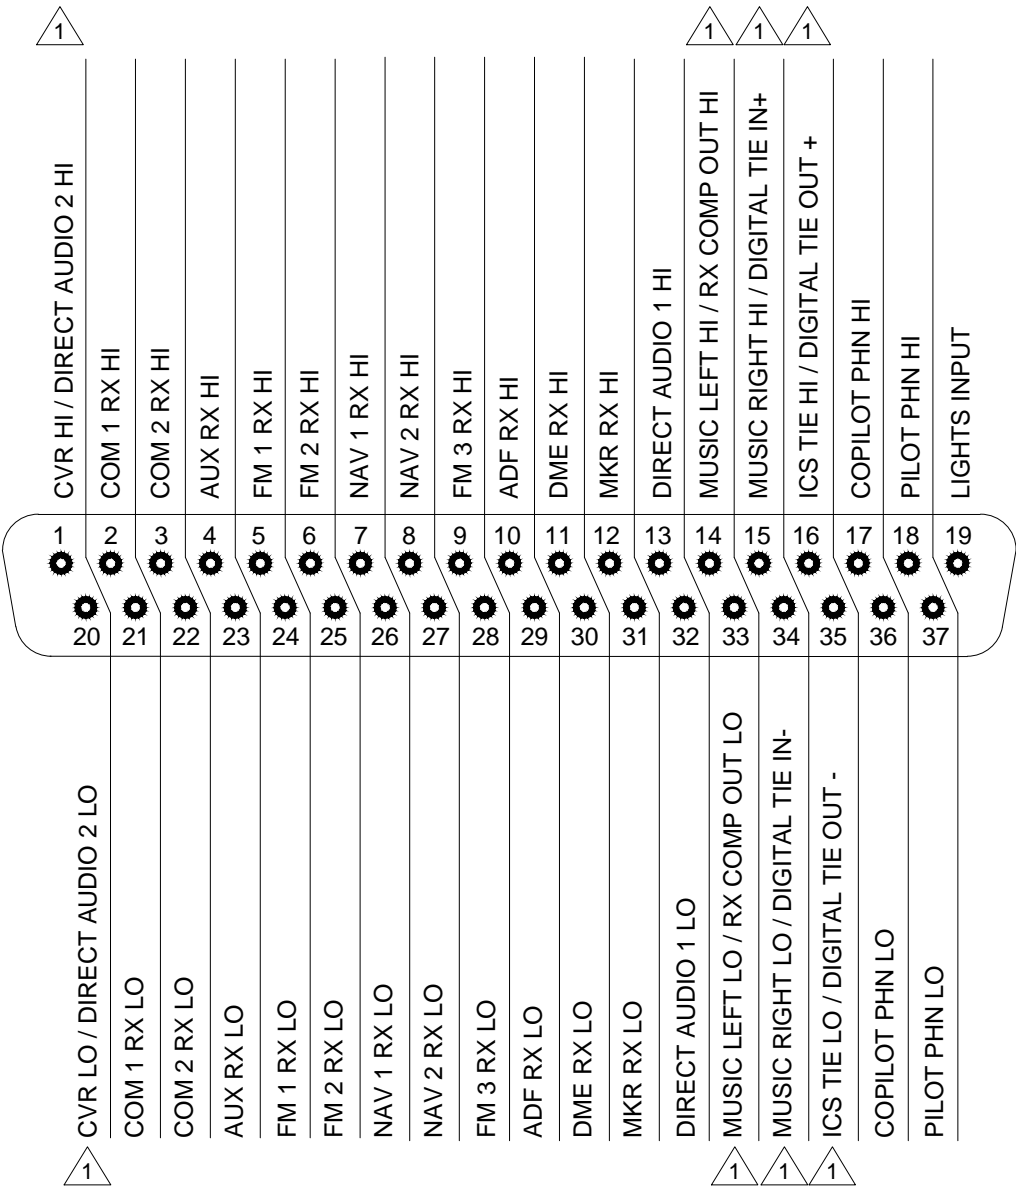 1 1 1 1
CVR HI / DIRECT AUDIO 2 HI
COM 1 RX HI
COM 2 RX HI
AUX RX HI
FM 1 RX HI
FM 2 RX HI
NAV 1 RX HI
NAV 2 RX HI
FM 3 RX HI
ADF RX HI
DME RX HI
MKR RX HI
DIRECT AUDIO 1 HI
MUSIC LEFT HI / RX COMP OUT HI
MUSIC RIGHT HI / DIGITAL TIE IN+
ICS TIE HI / DIGITAL TIE OUT +
COPILOT PHN HI
PILOT PHN HI
LIGHTS INPUT
1 2 3 4 5 6 7 8 9 10 11 12 13 14 15 16 17 18 19
20 21 22 23 24 25 26 27 28 29 30 31 32 33 34 35 36 37
CVR LO / DIRECT AUDIO 2 LO
COM 1 RX LO
COM 2 RX LO
AUX RX LO
FM 1 RX LO
FM 2 RX LO
NAV 1 RX LO
NAV 2 RX LO
FM 3 RX LO
ADF RX LO
DME RX LO
MKR RX LO
DIRECT AUDIO 1 LO
MUSIC LEFT LO / RX COMP OUT LO
MUSIC RIGHT LO / DIGITAL TIE IN-
ICS TIE LO / DIGITAL TIE OUT -
COPILOT PHN LO
PILOT PHN LO
1 1 1 1